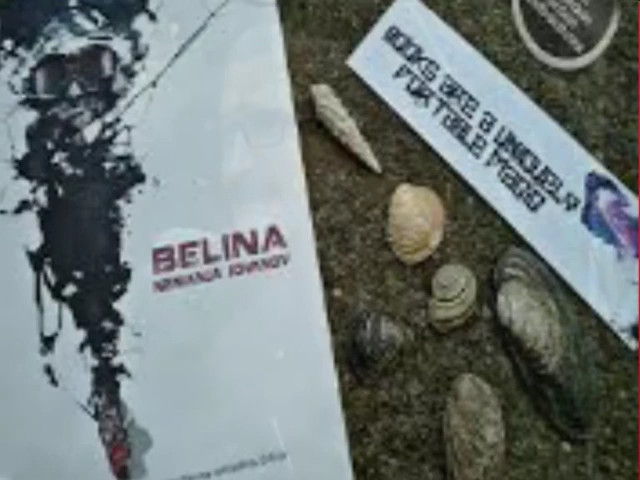 BELINA
NEMANJA JOVANOV
BOOKS ARE A UNIQUELY
PORTABLE MAGIC